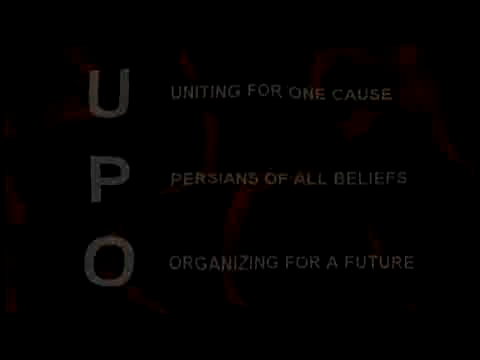 U UNITING FOR ONE CAUSE
P PERSIANS OF ALL BELIEFS
O ORGANIZING FOR A FUTURE